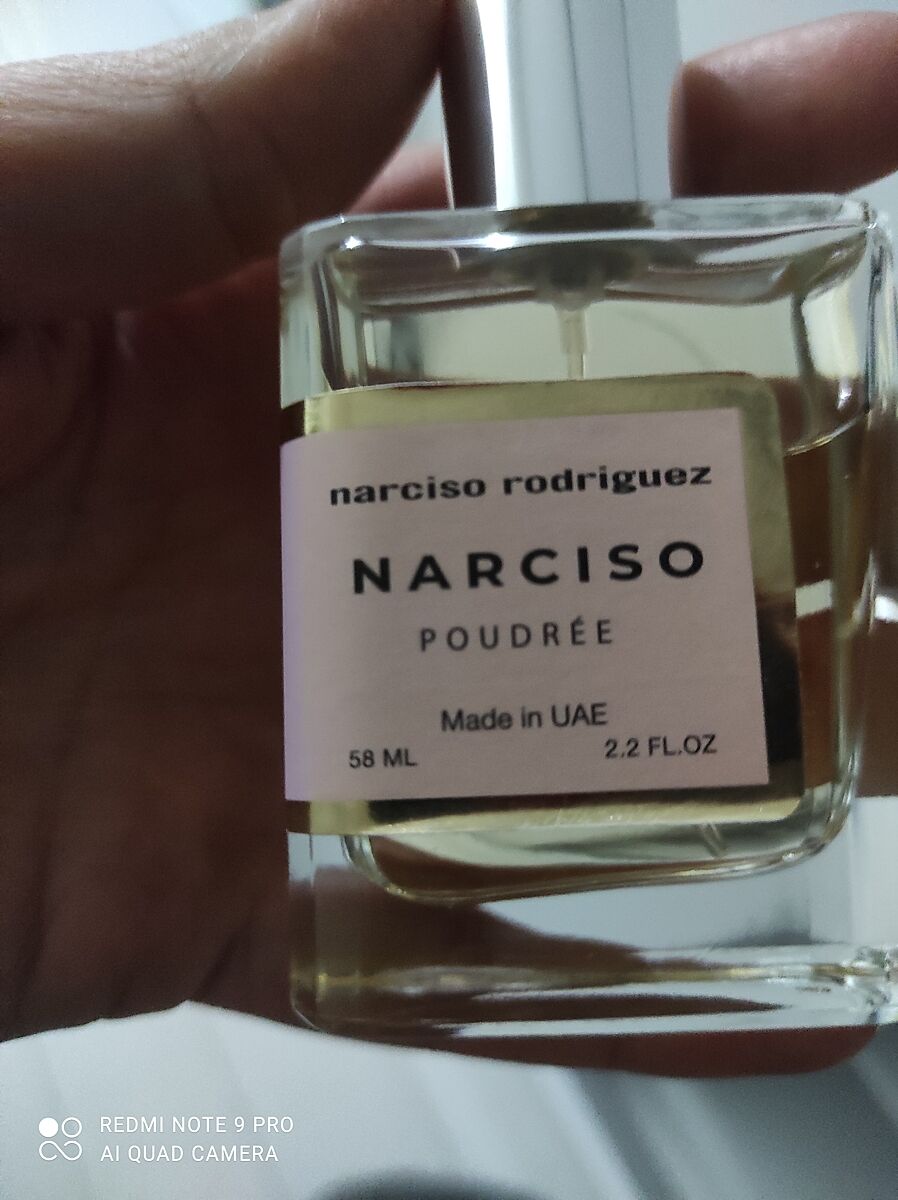 narciso rodriguez
NARCISO
POUDRÉE
Made in UAE
58 ML 2.2 FL.OZ
REDMI NOTE 9 PRO
AI QUAD CAMERA